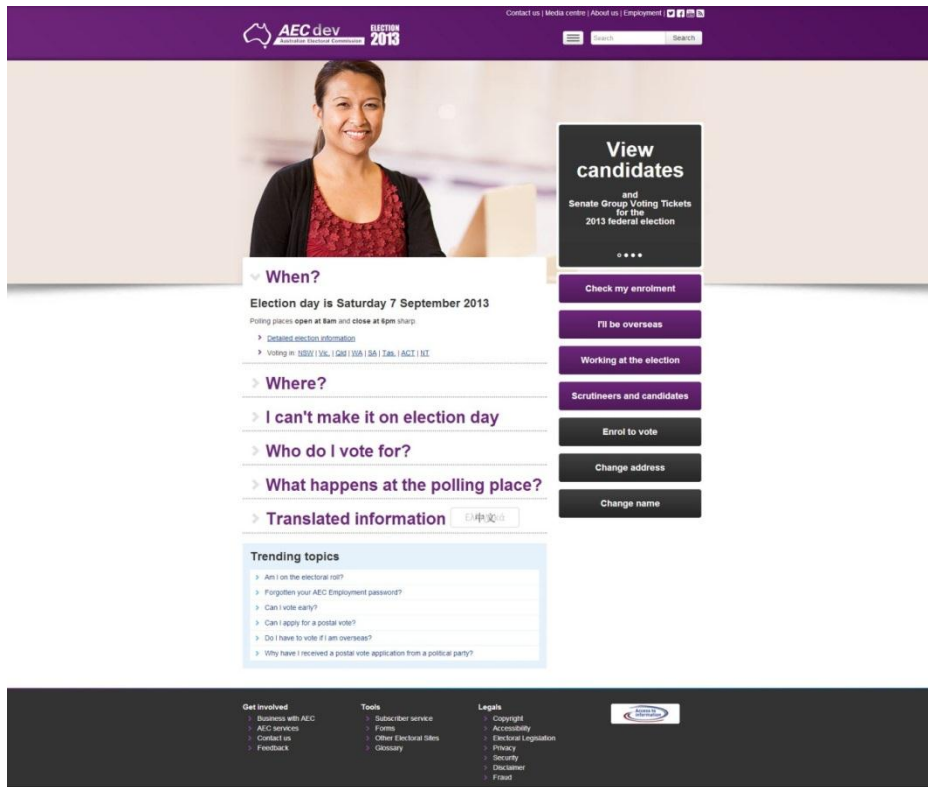 Contact us | Media centre | About us | Employment |
AEC dev
Australian Electoral Commission
ELECTION
2013
Search
Search
View
candidates
and
Senate Group Voting Tickets
for the
2013 federal election
When?
Election day is Saturday 7 September 2013
Polling places open at 8am and close at 6pm sharp.
Detailed election information
Voting in: NSW | Vic. | Qld | WA | SA | Tas. | ACT | NT
Where?
I can't make it on election day
Who do I vote for?
What happens at the polling place?
Translated information
中文
Check my enrolment
I'll be overseas
Working at the election
Scrutineers and candidates
Enrol to vote
Change address
Change name
Trending topics
Am I on the electoral roll?
Forgotten your AEC Employment password?
Can I vote early?
Can I apply for a postal vote?
Do I have to vote if I am overseas?
Why have I received a postal vote application from a political party?
Get involved
Business with AEC
AEC services
Contact us
Feedback
Tools
Subscriber service
Forms
Other Electoral Sites
Glossary
Legals
Copyright
Accessibility
Electoral Legislation
Privacy
Security
Disclaimer
Fraud
Access to
Information